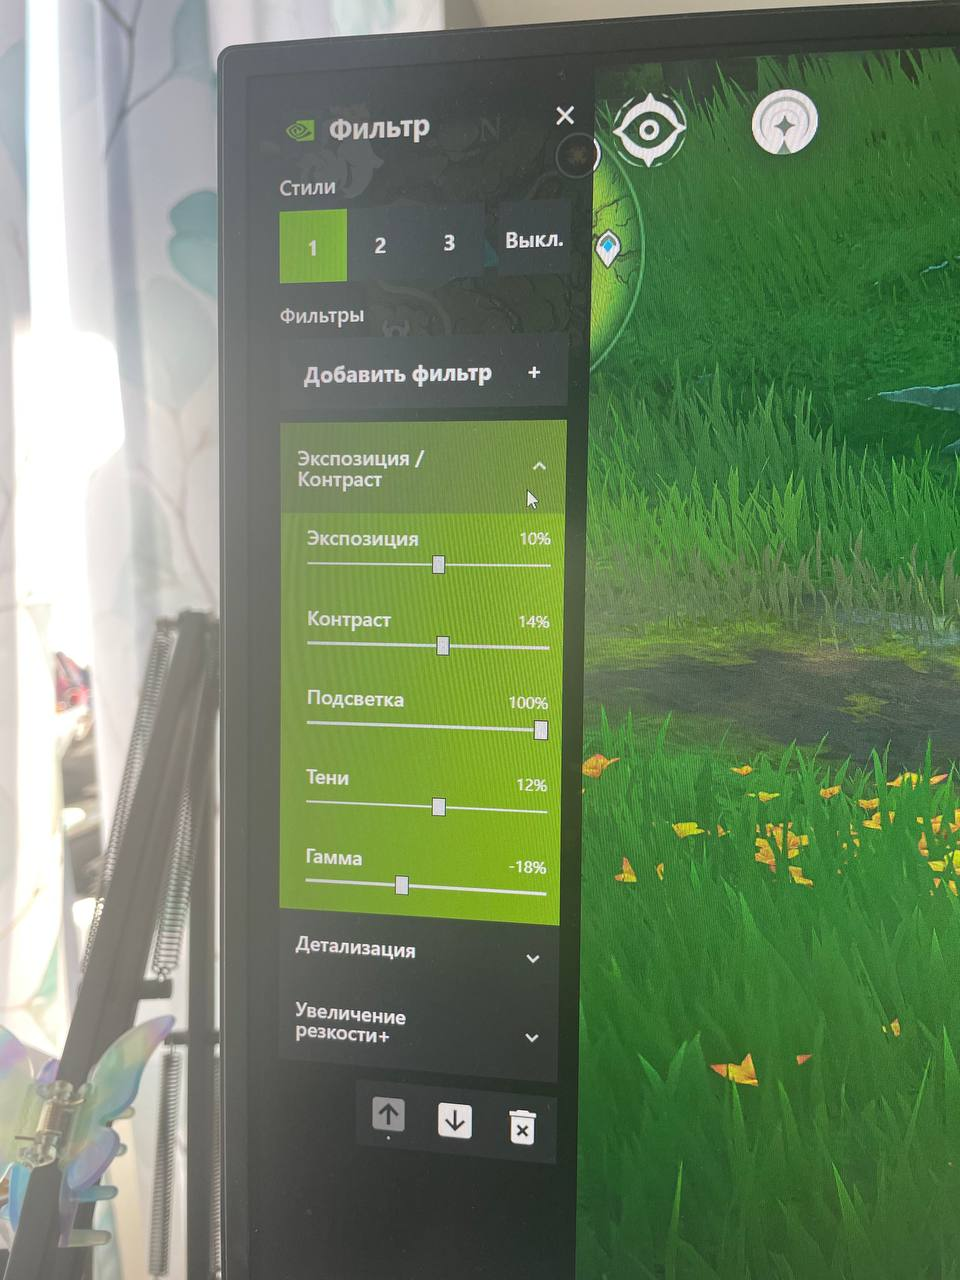 Фильтр
N
Стили
1 2 3 Выкл.
Фильтры
Добавить фильтр +
Экспозиция /
Контраст
Экспозиция 10%
Контраст 14%
Подсветка 100%
Тени 12%
Гамма -18%
Детализация
Увеличение
резкости+